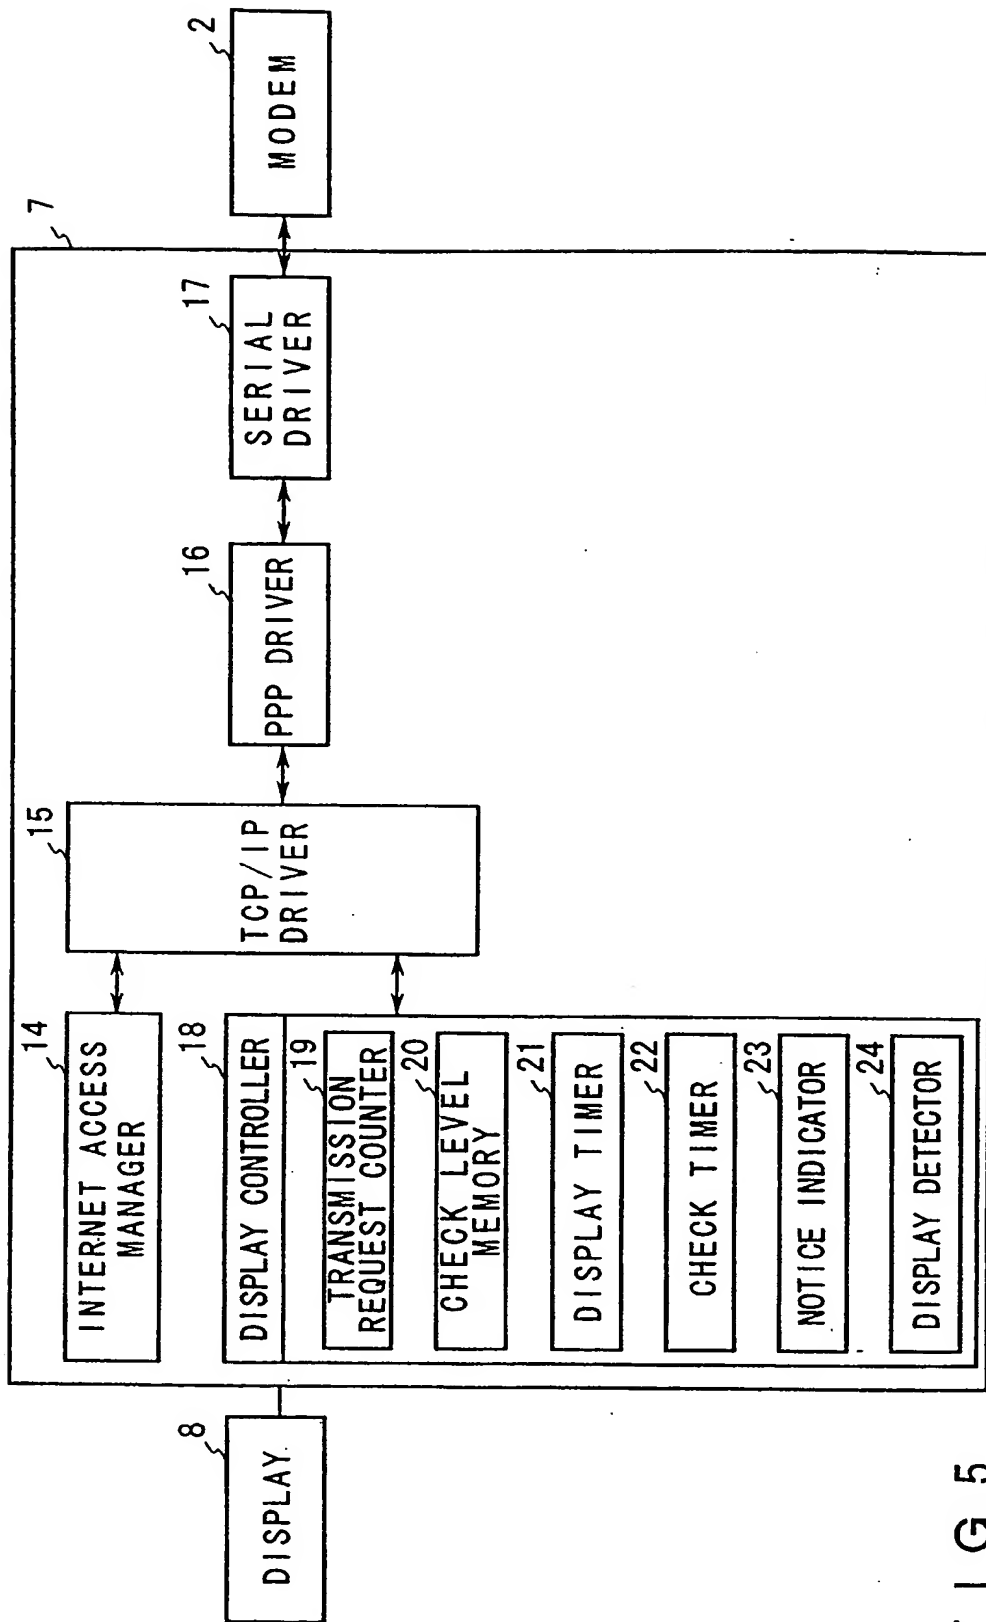 7
8
DISPLAY
14
INTERNET ACCESS
MANAGER
18
DISPLAY CONTROLLER
19
TRANSMISSION
REQUEST COUNTER
20
CHECK LEVEL
MEMORY
21
DISPLAY TIMER
22
CHECK TIMER
23
NOTICE INDICATOR
24
DISPLAY DETECTOR
15
TCP/IP
DRIVER
16
PPP DRIVER
17
SERIAL
DRIVER
2
MODEM
IG 5